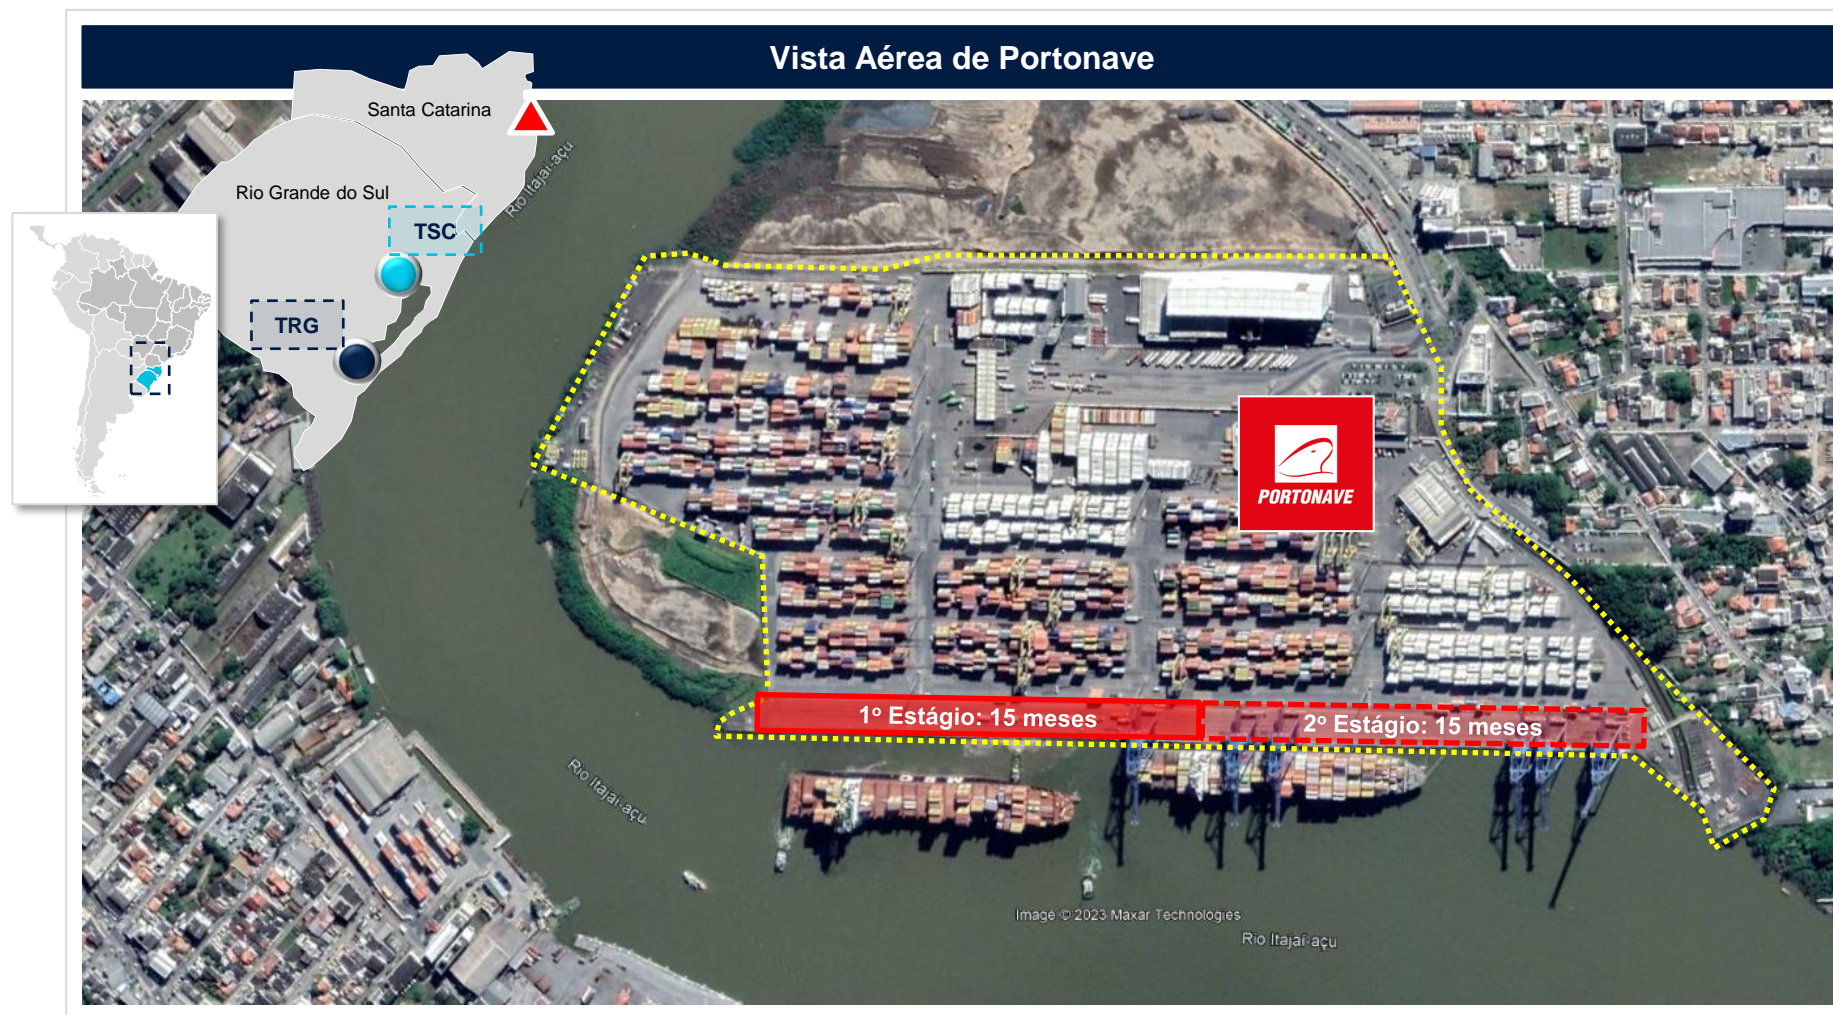 Vista Aérea de Portonave
Santa Catarina
Rio Grande do Sul
TSC
TRG
Rio Itajaí-açu
PORTONAVE
1º Estágio: 15 meses
2º Estágio: 15 meses
Rio Itajaí-açu
MSC
Image © 2023 Maxar Technologies
Rio Itajaí-açu